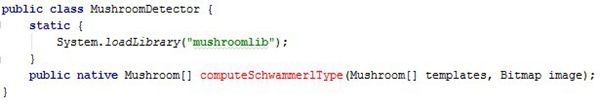 public class MushroomDetector {
static {
System.loadLibrary("mushroomlib");
}
public native Mushroom[] computeSchwammerlType(Mushroom[] templates, Bitmap image);
}